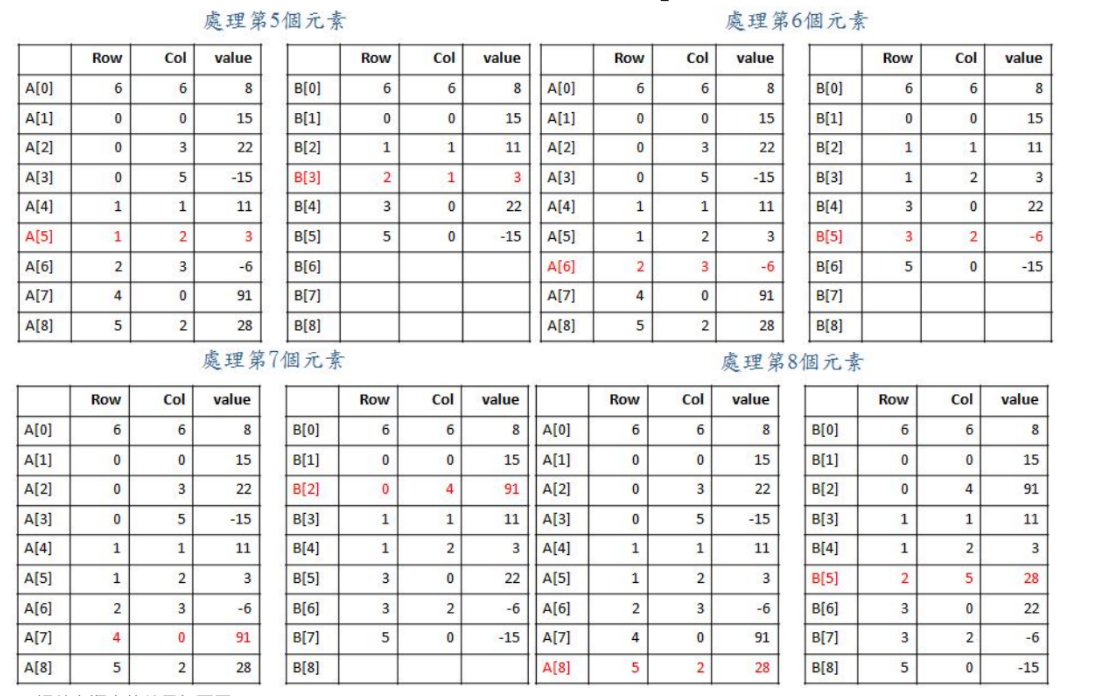 處理第5個元素 處理第6個元素
Row Col value Row Col value Row Col value Row Col value
A[0] 6 6 8 B[0] 6 6 8 A[0] 6 6 8 B[0] 6 6 8
A[1] 0 0 15 B[1] 0 0 15 A[1] 0 0 15 B[1] 0 0 15
A[2] 0 3 22 B[2] 1 1 11 A[2] 0 3 22 B[2] 1 1 11
A[3] 0 5 -15 B[3] 2 1 3 A[3] 0 5 -15 B[3] 1 2 3
A[4] 1 1 11 B[4] 3 0 22 A[4] 1 1 11 B[4] 3 0 22
A[5] 1 2 3 B[5] 5 0 -15 A[5] 1 2 3 B[5] 3 2 -6
A[6] 2 3 -6 B[6] A[6] 2 3 -6 B[6] 5 0 -15
A[7] 4 0 91 B[7] A[7] 4 0 91 B[7]
A[8] 5 2 28 B[8] A[8] 5 2 28 B[8]
處理第7個元素 處理第8個元素
Row Col value Row Col value Row Col value Row Col value
A[0] 6 6 8 B[0] 6 6 8 A[0] 6 6 8 B[0] 6 6 8
A[1] 0 0 15 B[1] 0 0 15 A[1] 0 0 15 B[1] 0 0 15
A[2] 0 3 22 B[2] 0 4 91 A[2] 0 3 22 B[2] 0 4 91
A[3] 0 5 -15 B[3] 1 1 11 A[3] 0 5 -15 B[3] 1 1 11
A[4] 1 1 11 B[4] 1 2 3 A[4] 1 1 11 B[4] 1 2 3
A[5] 1 2 3 B[5] 3 0 22 A[5] 1 2 3 B[5] 2 5 28
A[6] 2 3 -6 B[6] 3 2 -6 A[6] 2 3 -6 B[6] 3 0 22
A[7] 4 0 91 B[7] 5 0 -15 A[7] 4 0 91 B[7] 3 2 -6
A[8] 5 2 28 B[8] A[8] 5 2 28 B[8] 5 0 -15